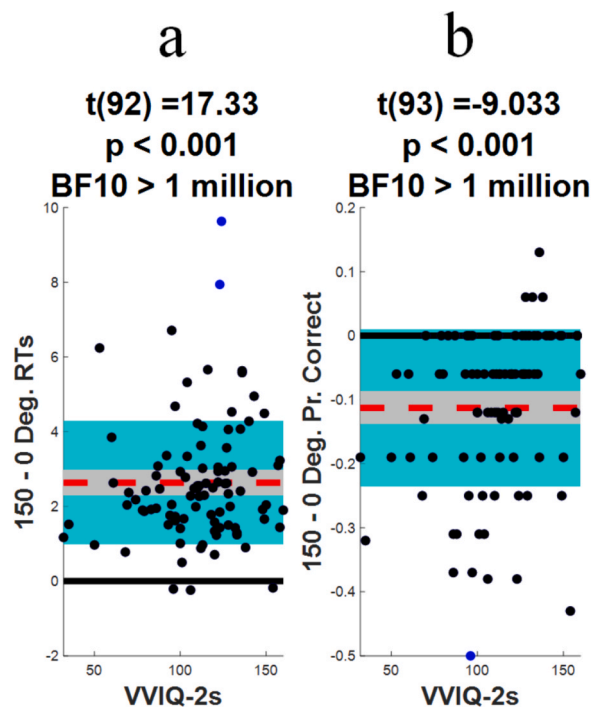 a
t(92) =17.33
p < 0.001
BF10 > 1 million
10
8
6
4
2
0
-2
150 - 0 Deg. RTs
50
100
150
VVIQ-2s
b
t(93)=-9.033
p < 0.001
BF10 > 1 million
0.2
0.1
0
-0.1
-0.2
-0.3
-0.4
-0.5
150 - 0 Deg. Pr. Correct
50
100
150
VVIQ-2s